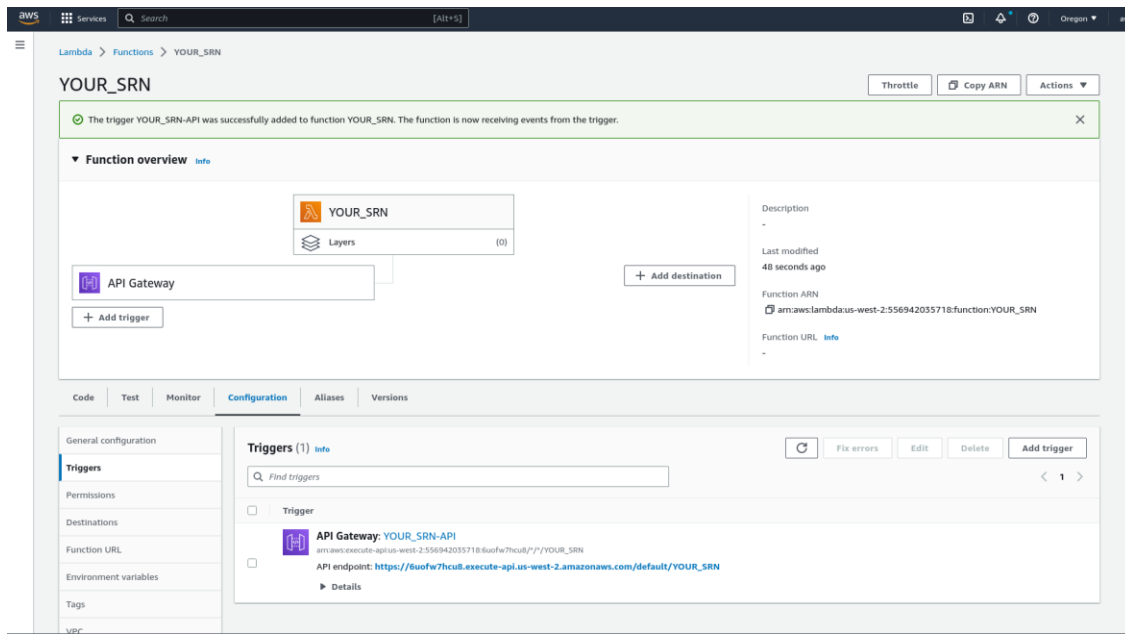 aws Services Search [Alt+S] Oregon
Lambda > Functions > YOUR_SRN
YOUR_SRN
Throttle Copy ARN Actions
The trigger YOUR_SRN-API was successfully added to function YOUR_SRN. The function is now receiving events from the trigger.
Function overview Info
YOUR_SRN
Layers (0)
API Gateway
+ Add trigger
+ Add destination
Description
-
Last modified
48 seconds ago
Function ARN
arn:aws:lambda:us-west-2:556942035718:function:YOUR_SRN
Function URL Info
-
Code Test Monitor Configuration Aliases Versions
General configuration
Triggers
Permissions
Destinations
Function URL
Environment variables
Tags
VPC
Triggers (1) Info
Fix errors Edit Delete Add trigger
Find triggers
< 1 >
Trigger
API Gateway: YOUR_SRN-API
arn:aws:execute-api:us-west-2:556942035718:6uofw7hcu8/*/*/YOUR_SRN
API endpoint: https://6uofw7hcu8.execute-api.us-west-2.amazonaws.com/default/YOUR_SRN
Details